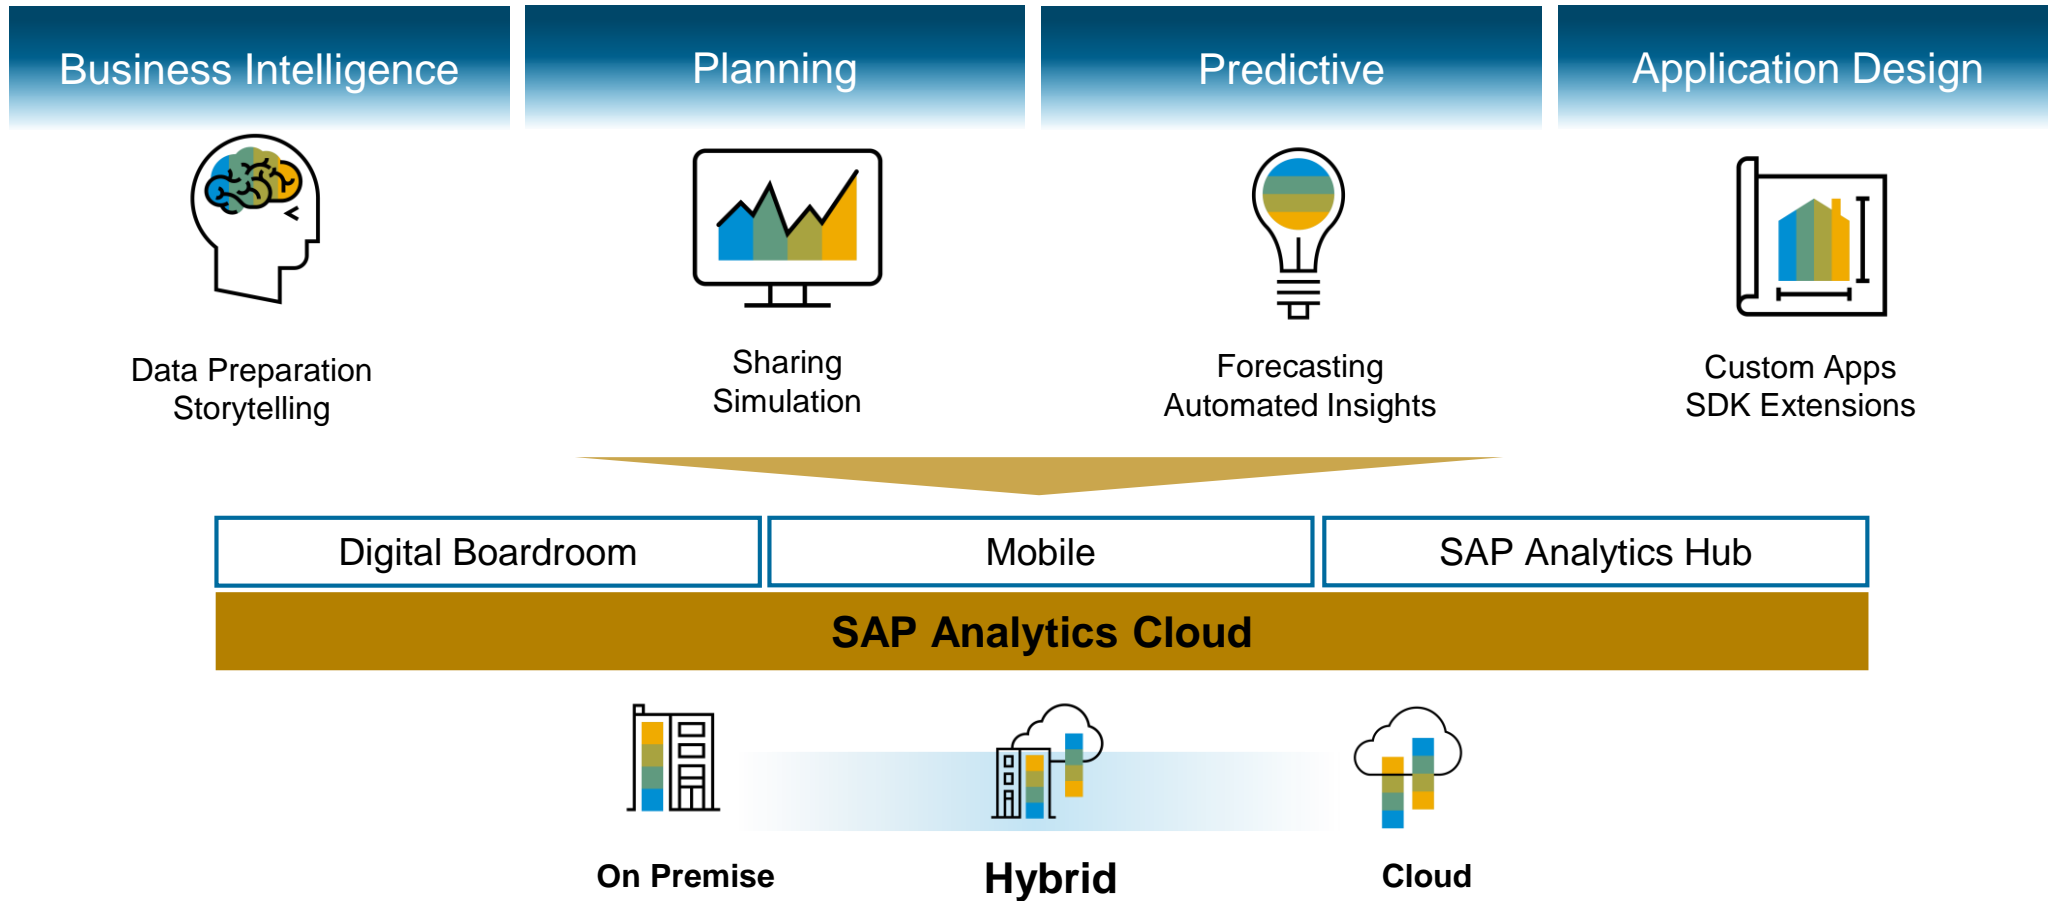 Business Intelligence
Planning
Predictive
Application Design
Data Preparation
Storytelling
Sharing
Simulation
Forecasting
Automated Insights
Custom Apps
SDK Extensions
Digital Boardroom
Mobile
SAP Analytics Hub
SAP Analytics Cloud
On Premise
Hybrid
Cloud